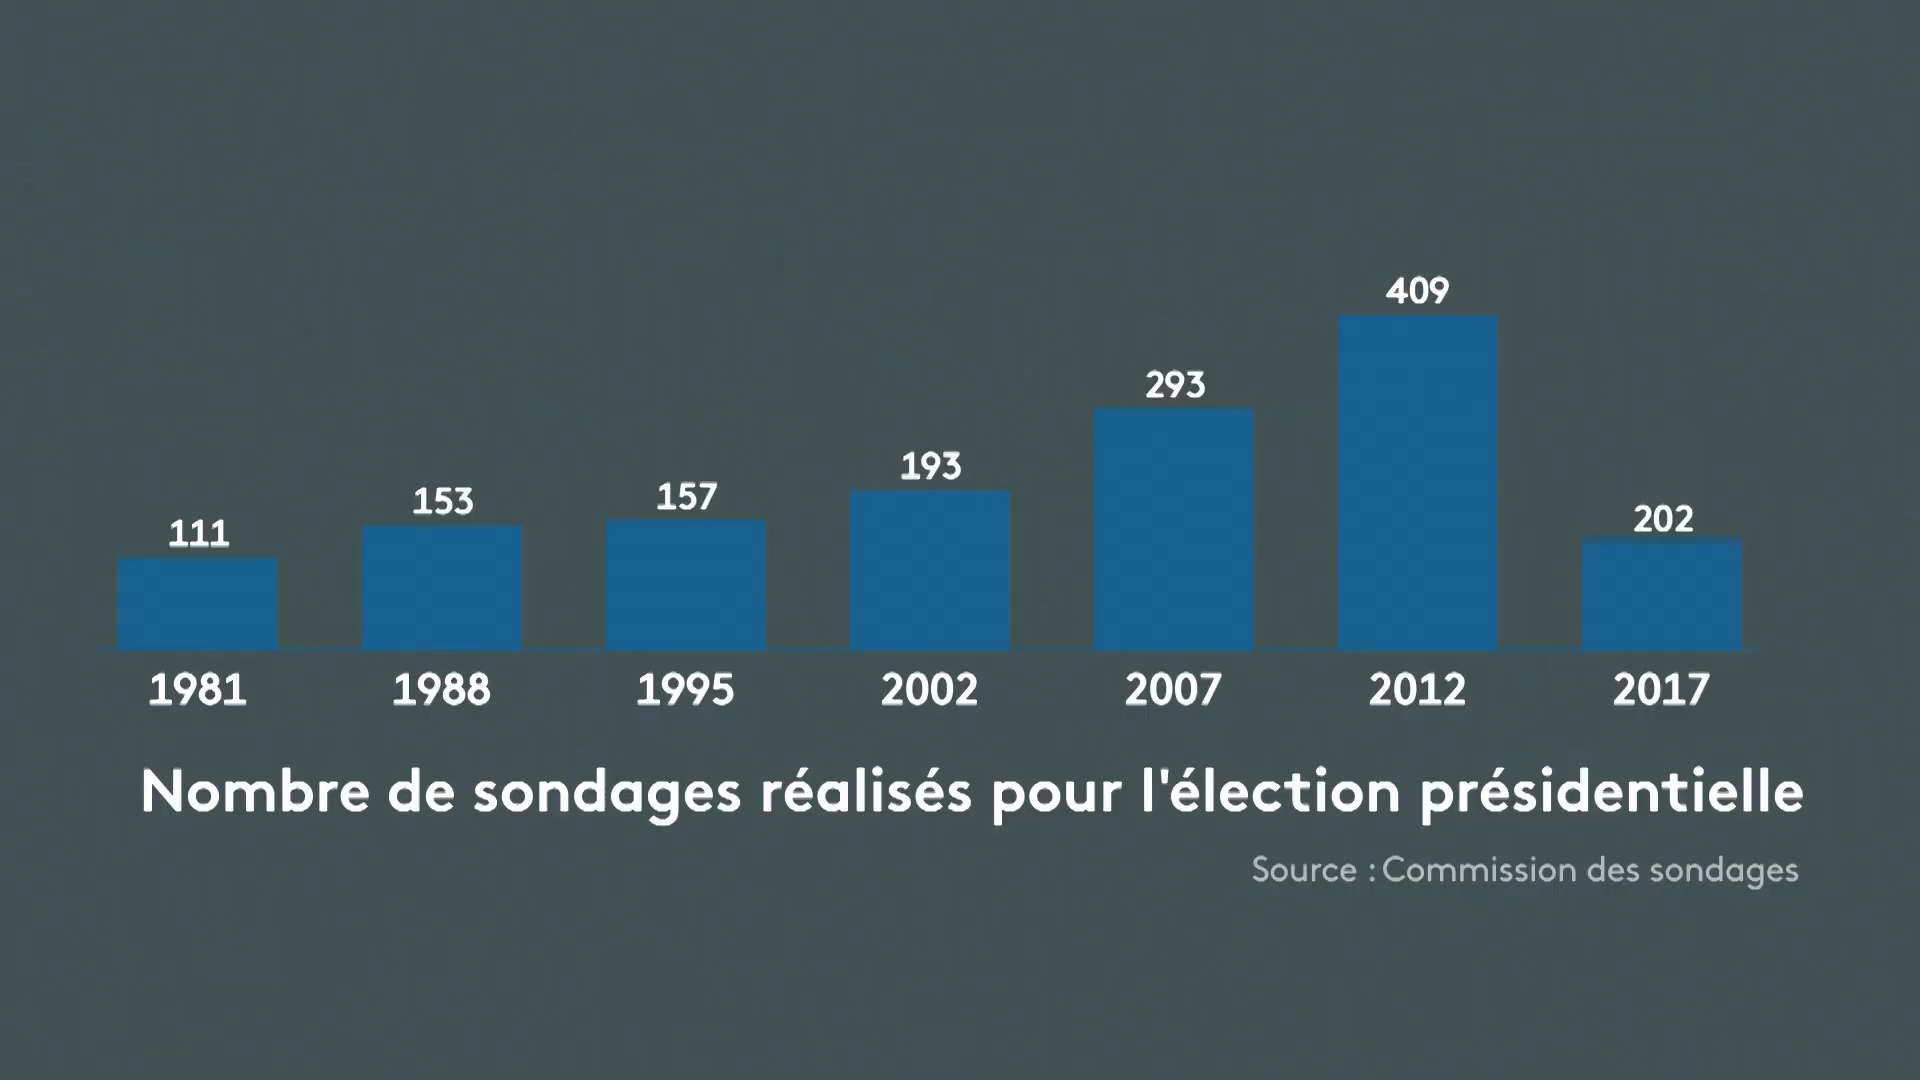 409
293
193
202
157
153
111
1981 1988 1995 2002 2007 2012 2017
Nombre de sondages réalisés pour l'élection présidentielle
Source : Commission des sondages